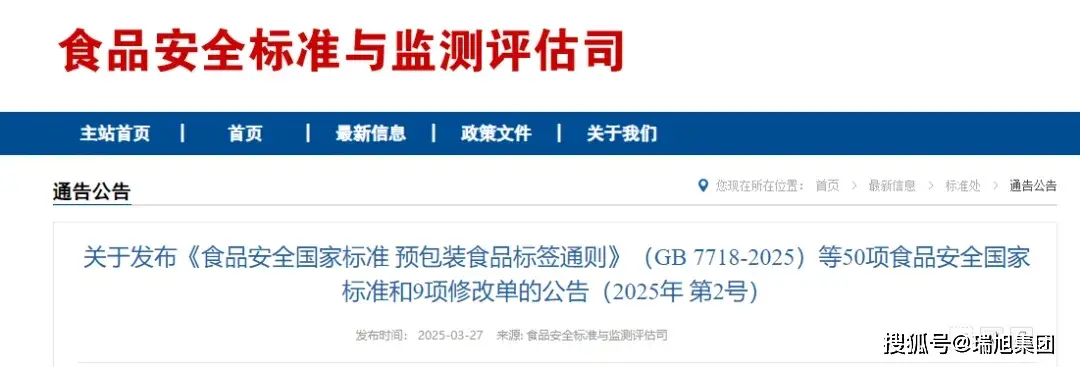 食品安全标准与监测评估司
主站首页 | 首页 | 最新信息 | 政策文件 | 关于我们
通告公告
您现在所在位置： 首页 > 最新信息 > 标准处 > 通告公告
关于发布《食品安全国家标准 预包装食品标签通则》（GB 7718-2025）等50项食品安全国家
标准和9项修改单的公告（2025年 第2号）
发布时间： 2025-03-27 来源: 食品安全标准与监测评估司
搜狐号@瑞旭集团